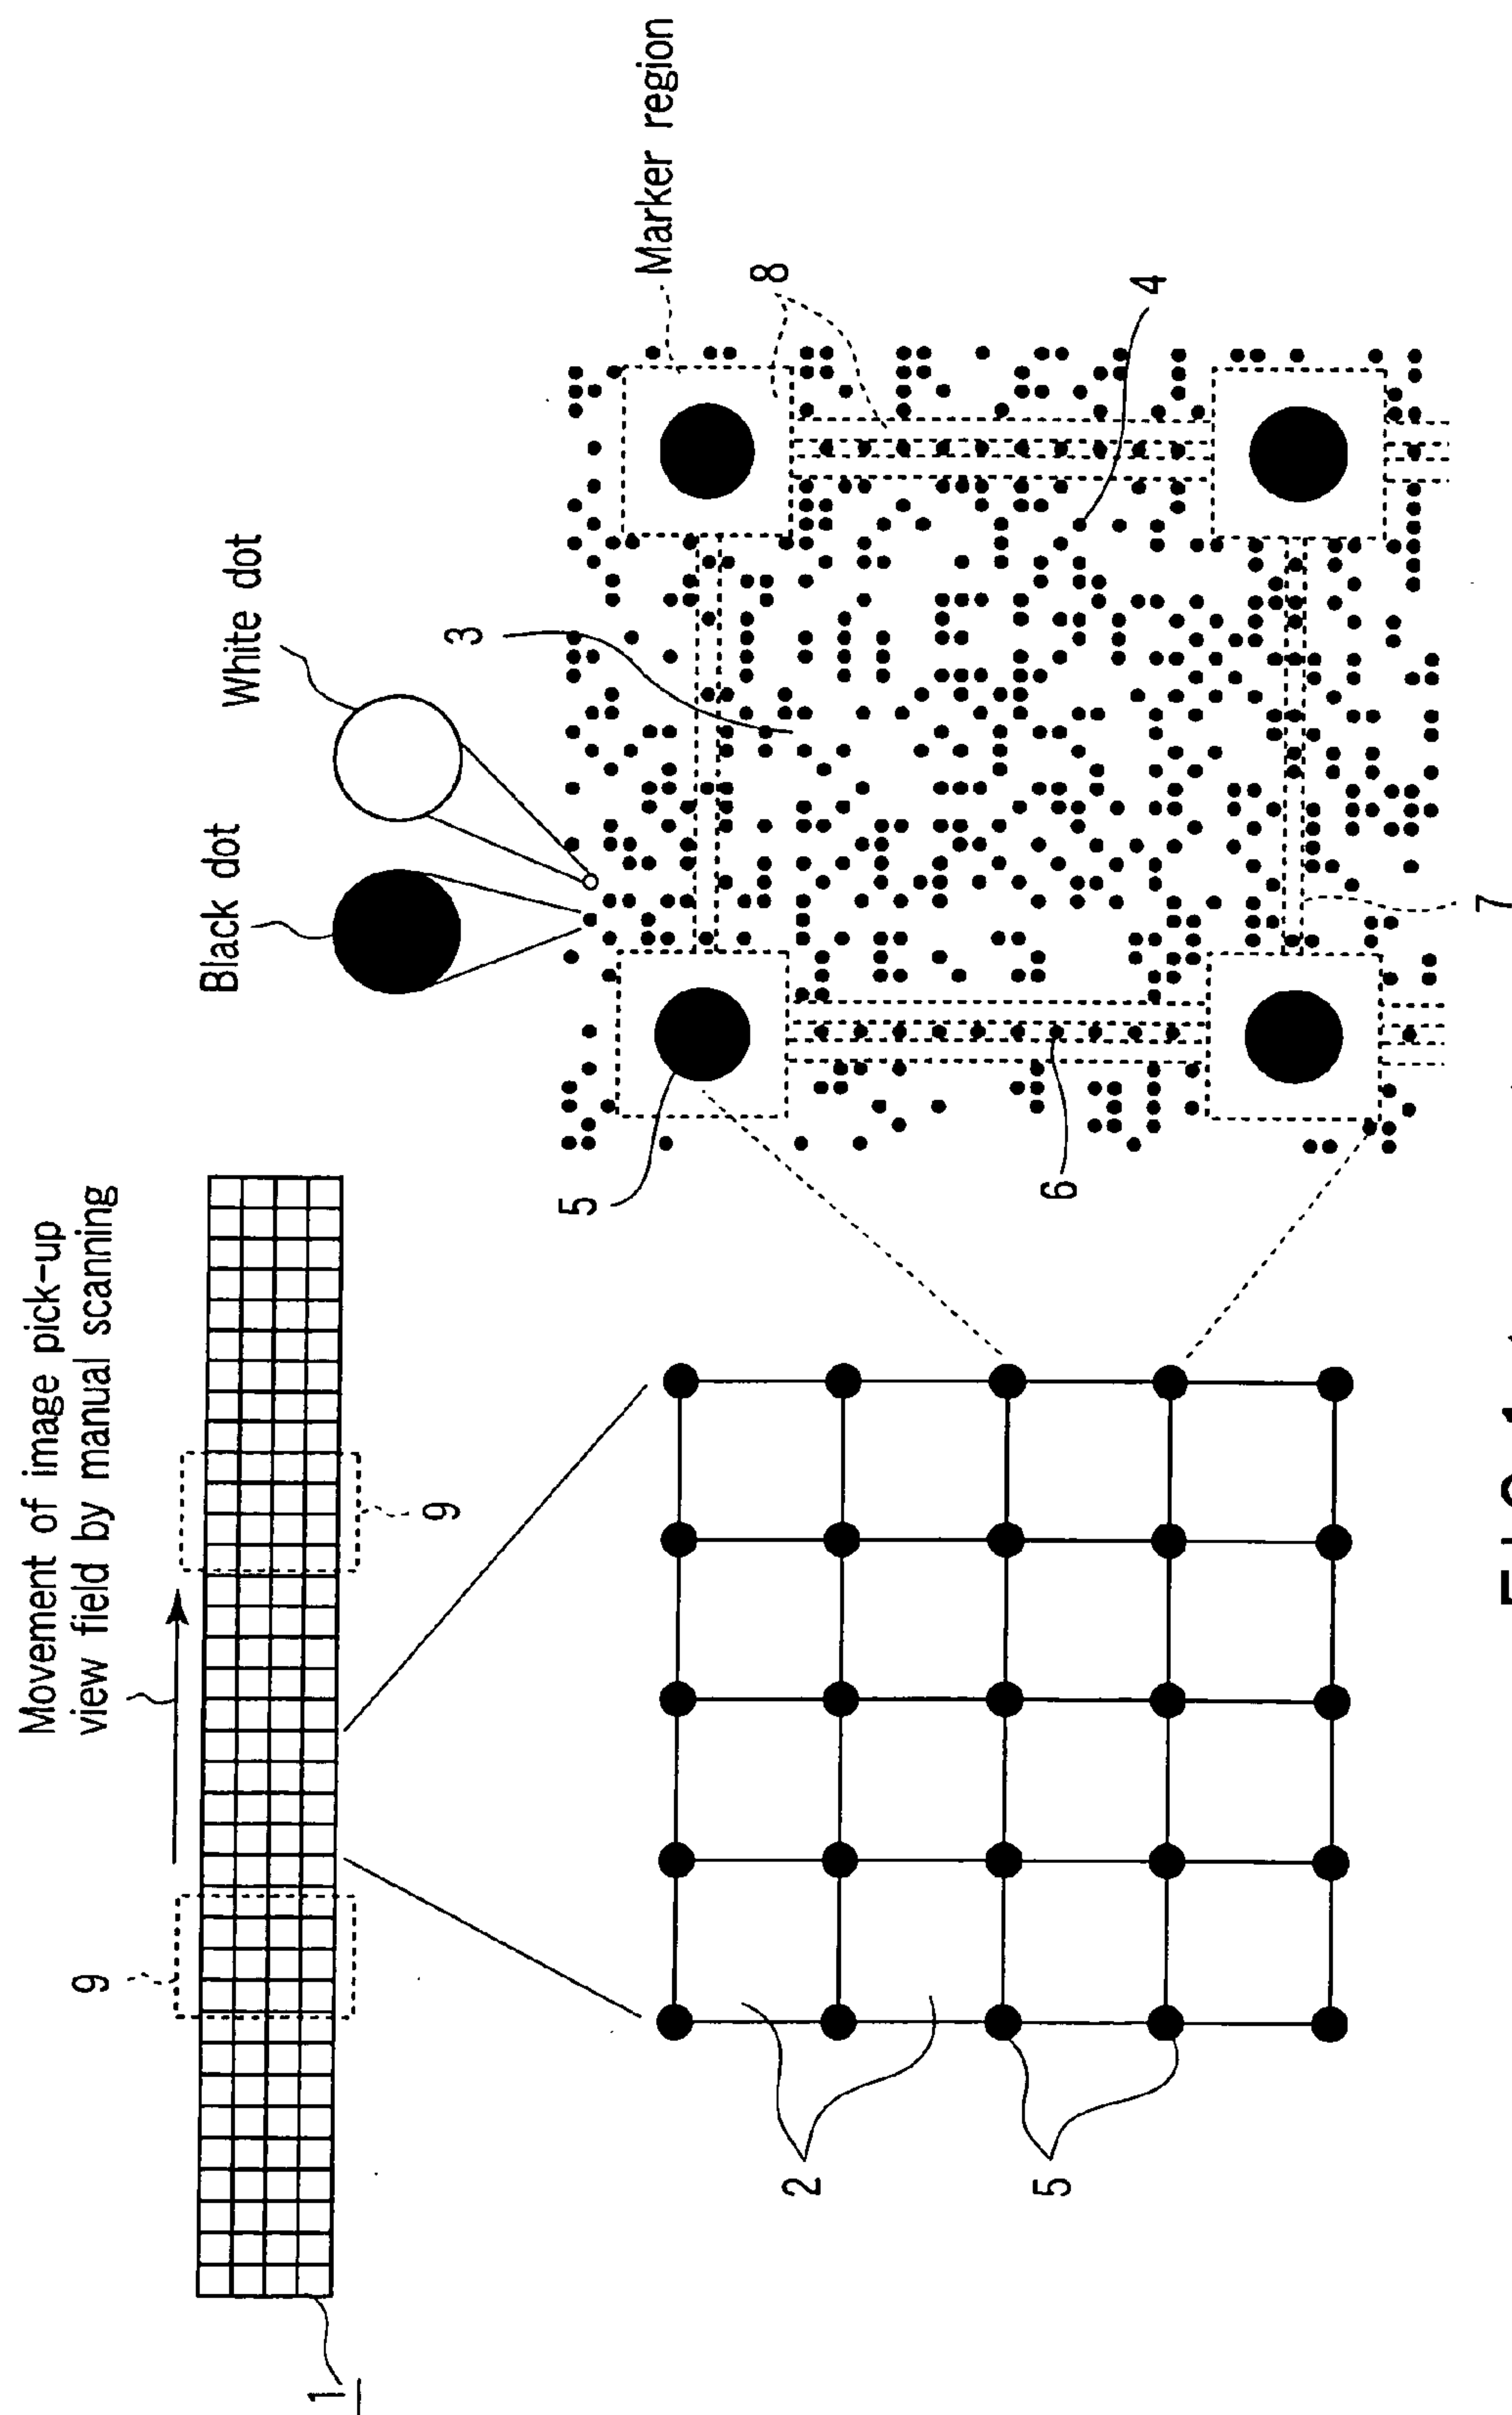 Movement of image pick-up
view field by manual scanning
9
9
1
Black dot
White dot
3
Marker region
8
4
5
6
7
2
5